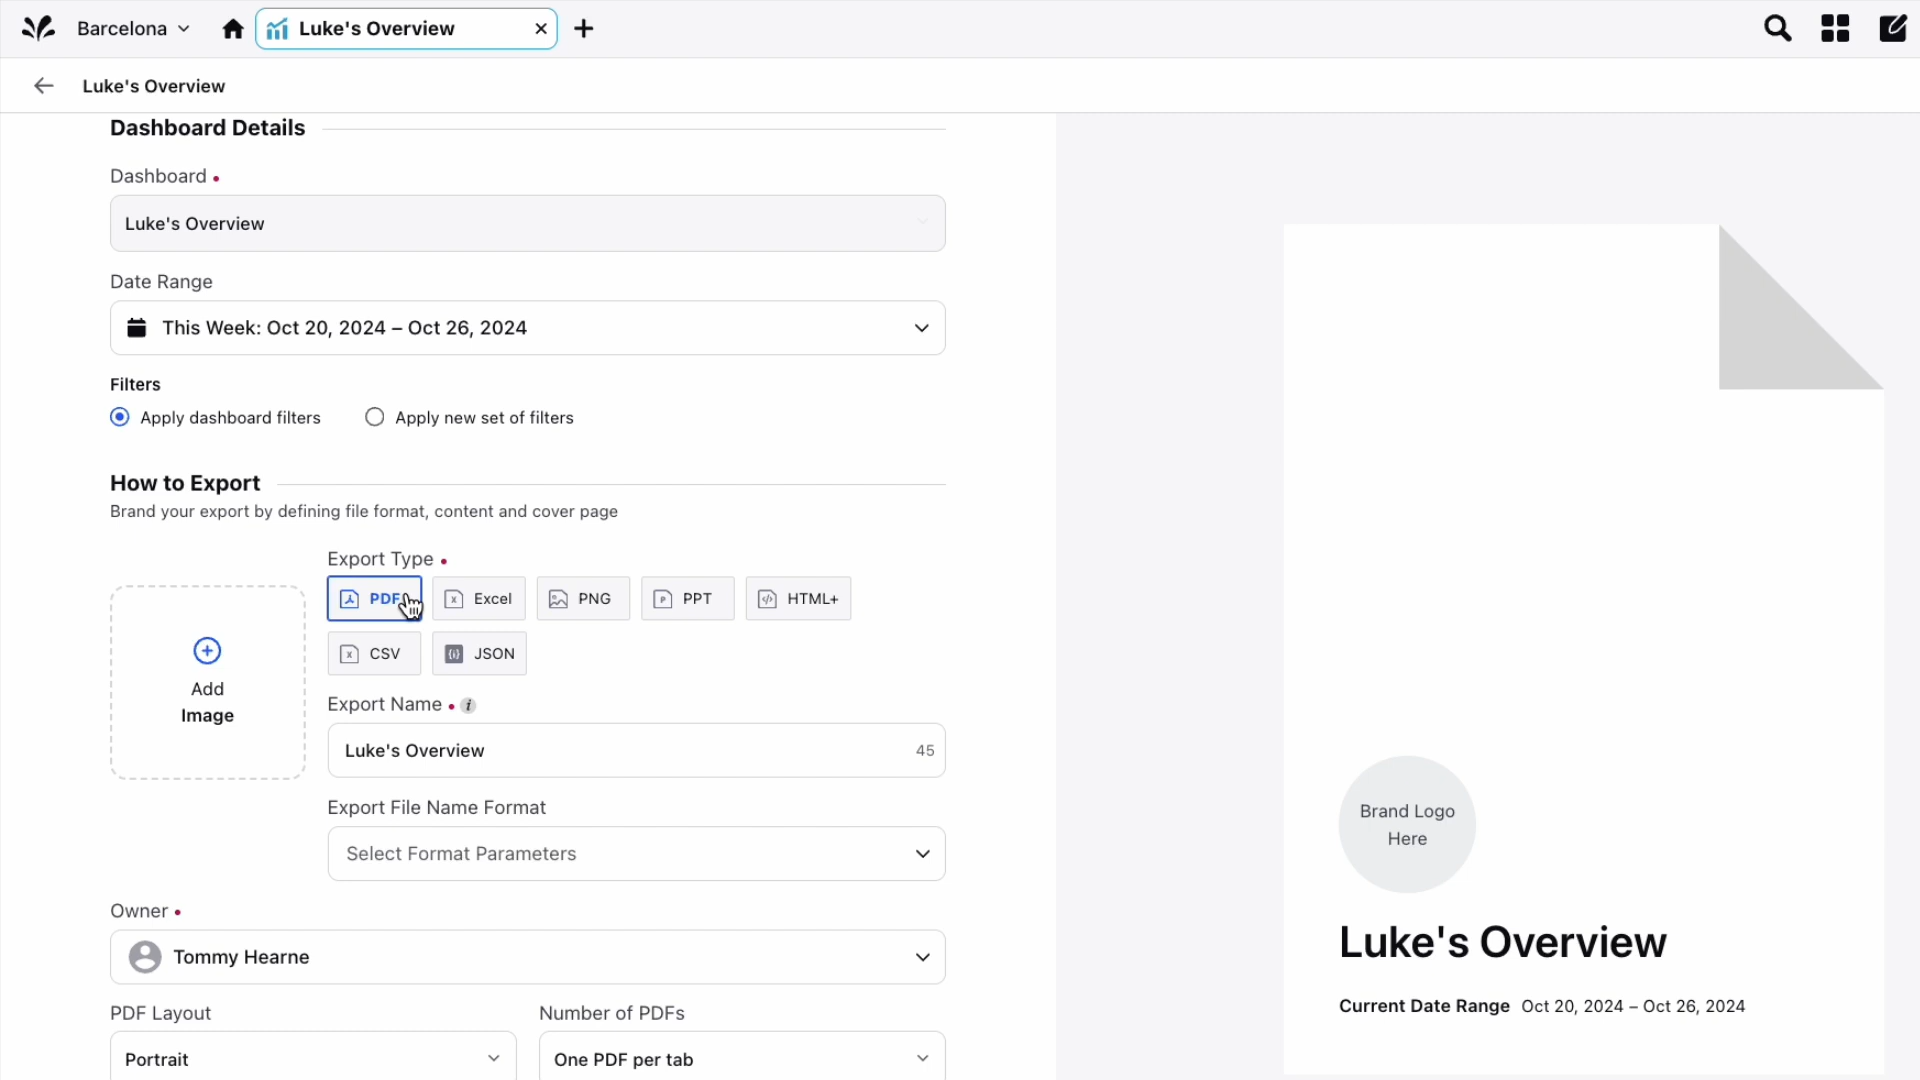 Barcelona
Luke's Overview
Luke's Overview
Dashboard Details
Dashboard
Luke's Overview
Date Range
This Week: Oct 20, 2024 – Oct 26, 2024
Filters
Apply dashboard filters
Apply new set of filters
How to Export
Brand your export by defining file format, content and cover page
Add
Image
Export Type
PDF
Excel
PNG
PPT
HTML+
CSV
JSON
Export Name
Luke's Overview 45
Export File Name Format
Select Format Parameters
Owner
Tommy Hearne
PDF Layout
Portrait
Number of PDFs
One PDF per tab
Brand Logo
Here
Luke's Overview
Current Date Range Oct 20, 2024 – Oct 26, 2024